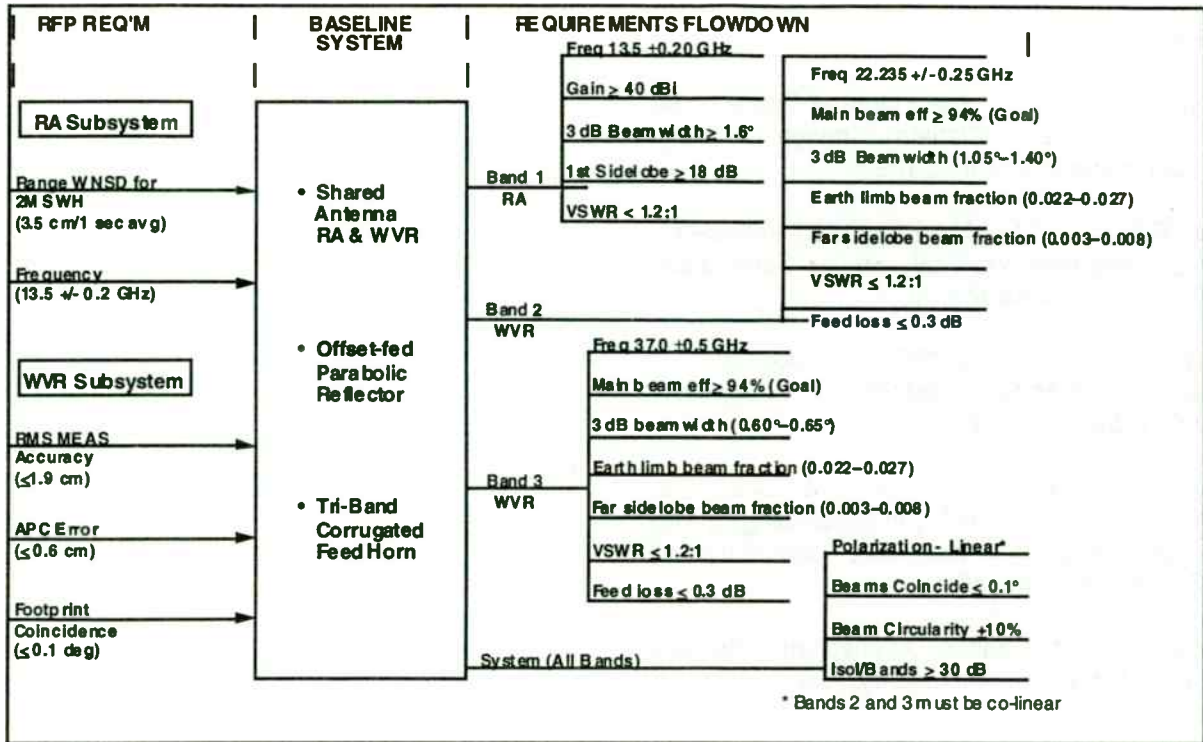 RFP REQ'M
BASELINE
SYSTEM
REQUIREMENTS FLOWDOWN
RA Subsystem
Range WNSD for
2M SWH
(3.5 cm/1 sec avg)
Frequency
(13.5 +/- 0.2 GHz)
WVR Subsystem
RMS MEAS
Accuracy
(≤1.9 cm)
APC Error
(≤0.6 cm)
Footprint
Coincidence
(≤0.1 deg)
• Shared
Antenna
RA & WVR
• Offset-fed
Parabolic
Reflector
• Tri-Band
Corrugated
Feed Horn
Band 1
RA
Freq 13.5 ±0.20 GHz
Gain ≥ 40 dBi
3 dB Beamwidth ≥ 1.6°
1st Sidelobe ≥ 18 dB
VSWR < 1.2:1
Band 2
WVR
Freq 22.235 +/-0.25 GHz
Main beam eff ≥ 94% (Goal)
3 dB Beamwidth (1.05°–1.40°)
Earth limb beam fraction (0.022–0.027)
Far sidelobe beam fraction (0.003–0.008)
VSWR ≤ 1.2:1
Feed loss ≤ 0.3 dB
Band 3
WVR
Freq 37.0 ±0.5 GHz
Main beam eff ≥ 94% (Goal)
3 dB beamwidth (0.60°–0.65°)
Earth limb beam fraction (0.022–0.027)
Far sidelobe beam fraction (0.003–0.008)
VSWR ≤ 1.2:1
Feed loss ≤ 0.3 dB
System (All Bands)
Polarization - Linear*
Beams Coincide ≤ 0.1°
Beam Circularity ±10%
Isol/Bands ≥ 30 dB
* Bands 2 and 3 must be co-linear